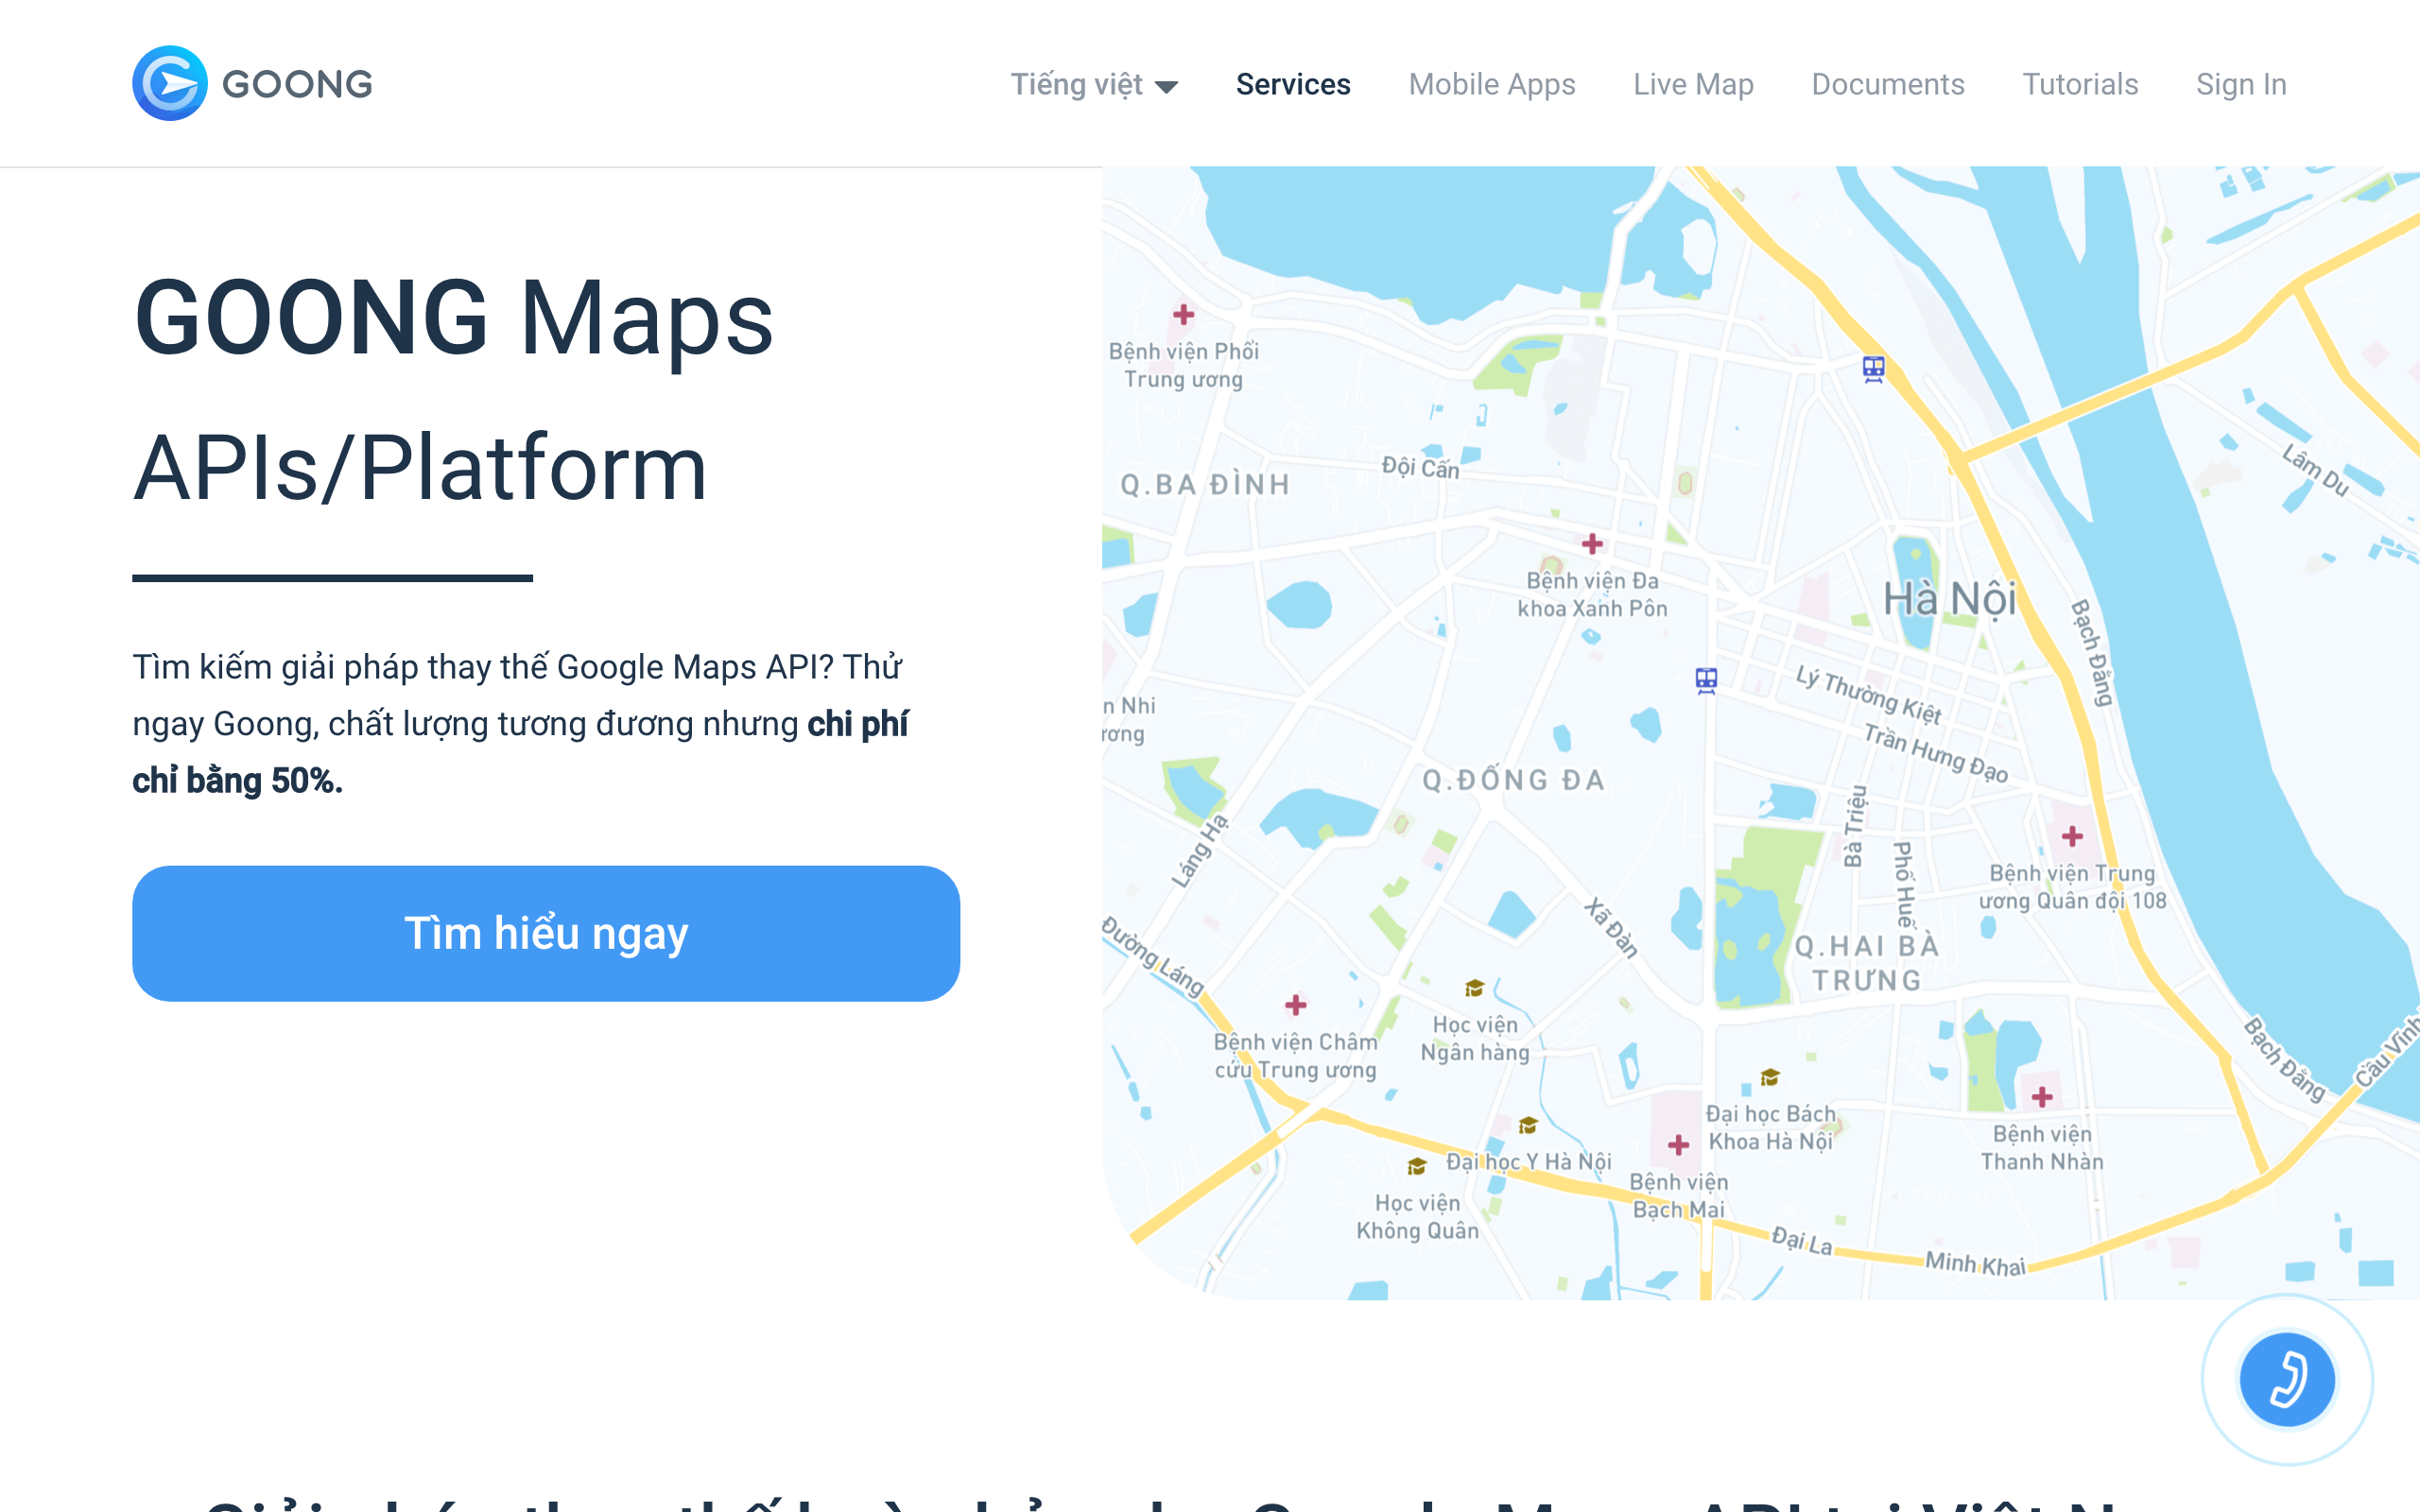 GOONG
Tiếng việt
Services
Mobile Apps
Live Map
Documents
Tutorials
Sign In
GOONG Maps
APIs/Platform
Tìm kiếm giải pháp thay thế Google Maps API? Thử
ngay Goong, chất lượng tương đương nhưng chi phí
chỉ bằng 50%.
Tìm hiểu ngay
Bệnh viện Phổi
Trung ương
Q.BA ĐÌNH
Đội Cấn
Lâm Du
Bệnh viện Đa
khoa Xanh Pôn
Hà Nội
Bạch Đằng
Lý Thường Kiệt
Trần Hưng Đạo
n Nhi
ương
Q.ĐỐNG ĐA
Láng Hạ
Bà Triệu
Phố Huế
Bệnh viện Trung
ương Quân đội 108
Xã Đàn
Q.HAI BÀ
TRƯNG
Đường Láng
Học viện
Ngân hàng
Bệnh viện Châm
cứu Trung ương
Bạch Đằng
Cầu Vĩnh
Đại học Bách
Khoa Hà Nội
Bệnh viện
Thanh Nhàn
Đại học Y Hà Nội
Bệnh viện
Bạch Mai
Học viện
Không Quân
Đại La
Minh Khai